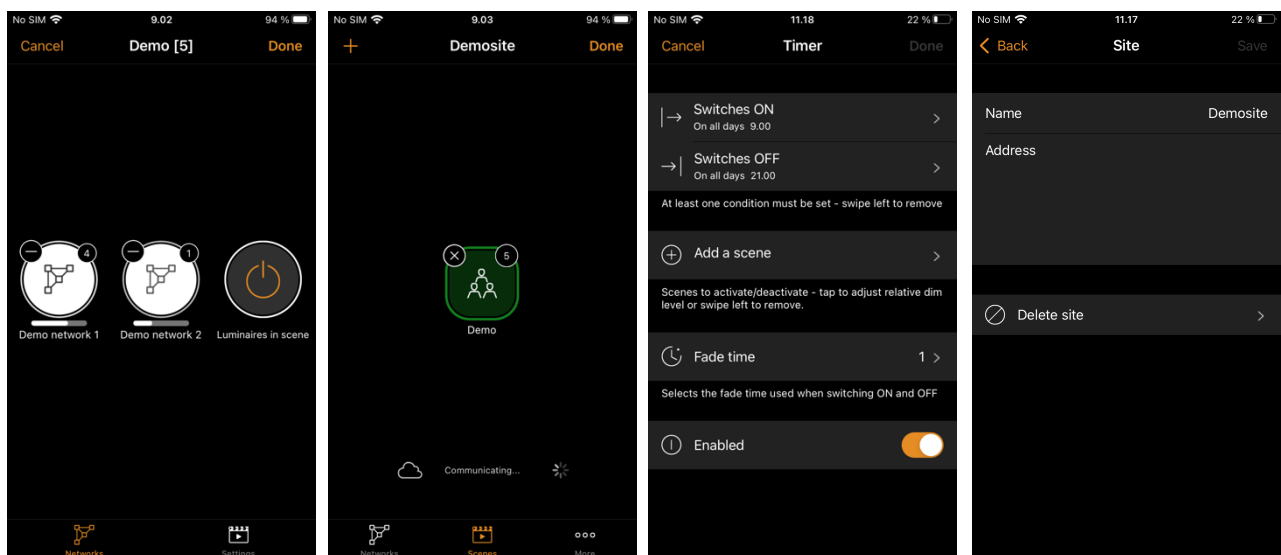 No SIM 9.02 94 %
Cancel Demo [5] Done
4
1
Demo network 1 Demo network 2 Luminaires in scene
Networks Settings
No SIM 9.03 94 %
+ Demosite Done
5
Demo
Communicating...
Networks Scenes More
No SIM 11.18 22 %
Cancel Timer Done
Switches ON
On all days 9.00
Switches OFF
On all days 21.00
At least one condition must be set - swipe left to remove
Add a scene
Scenes to activate/deactivate - tap to adjust relative dim
level or swipe left to remove.
Fade time 1
Selects the fade time used when switching ON and OFF
Enabled
No SIM 11.17 22 %
Back Site Save
Name Demosite
Address
Delete site